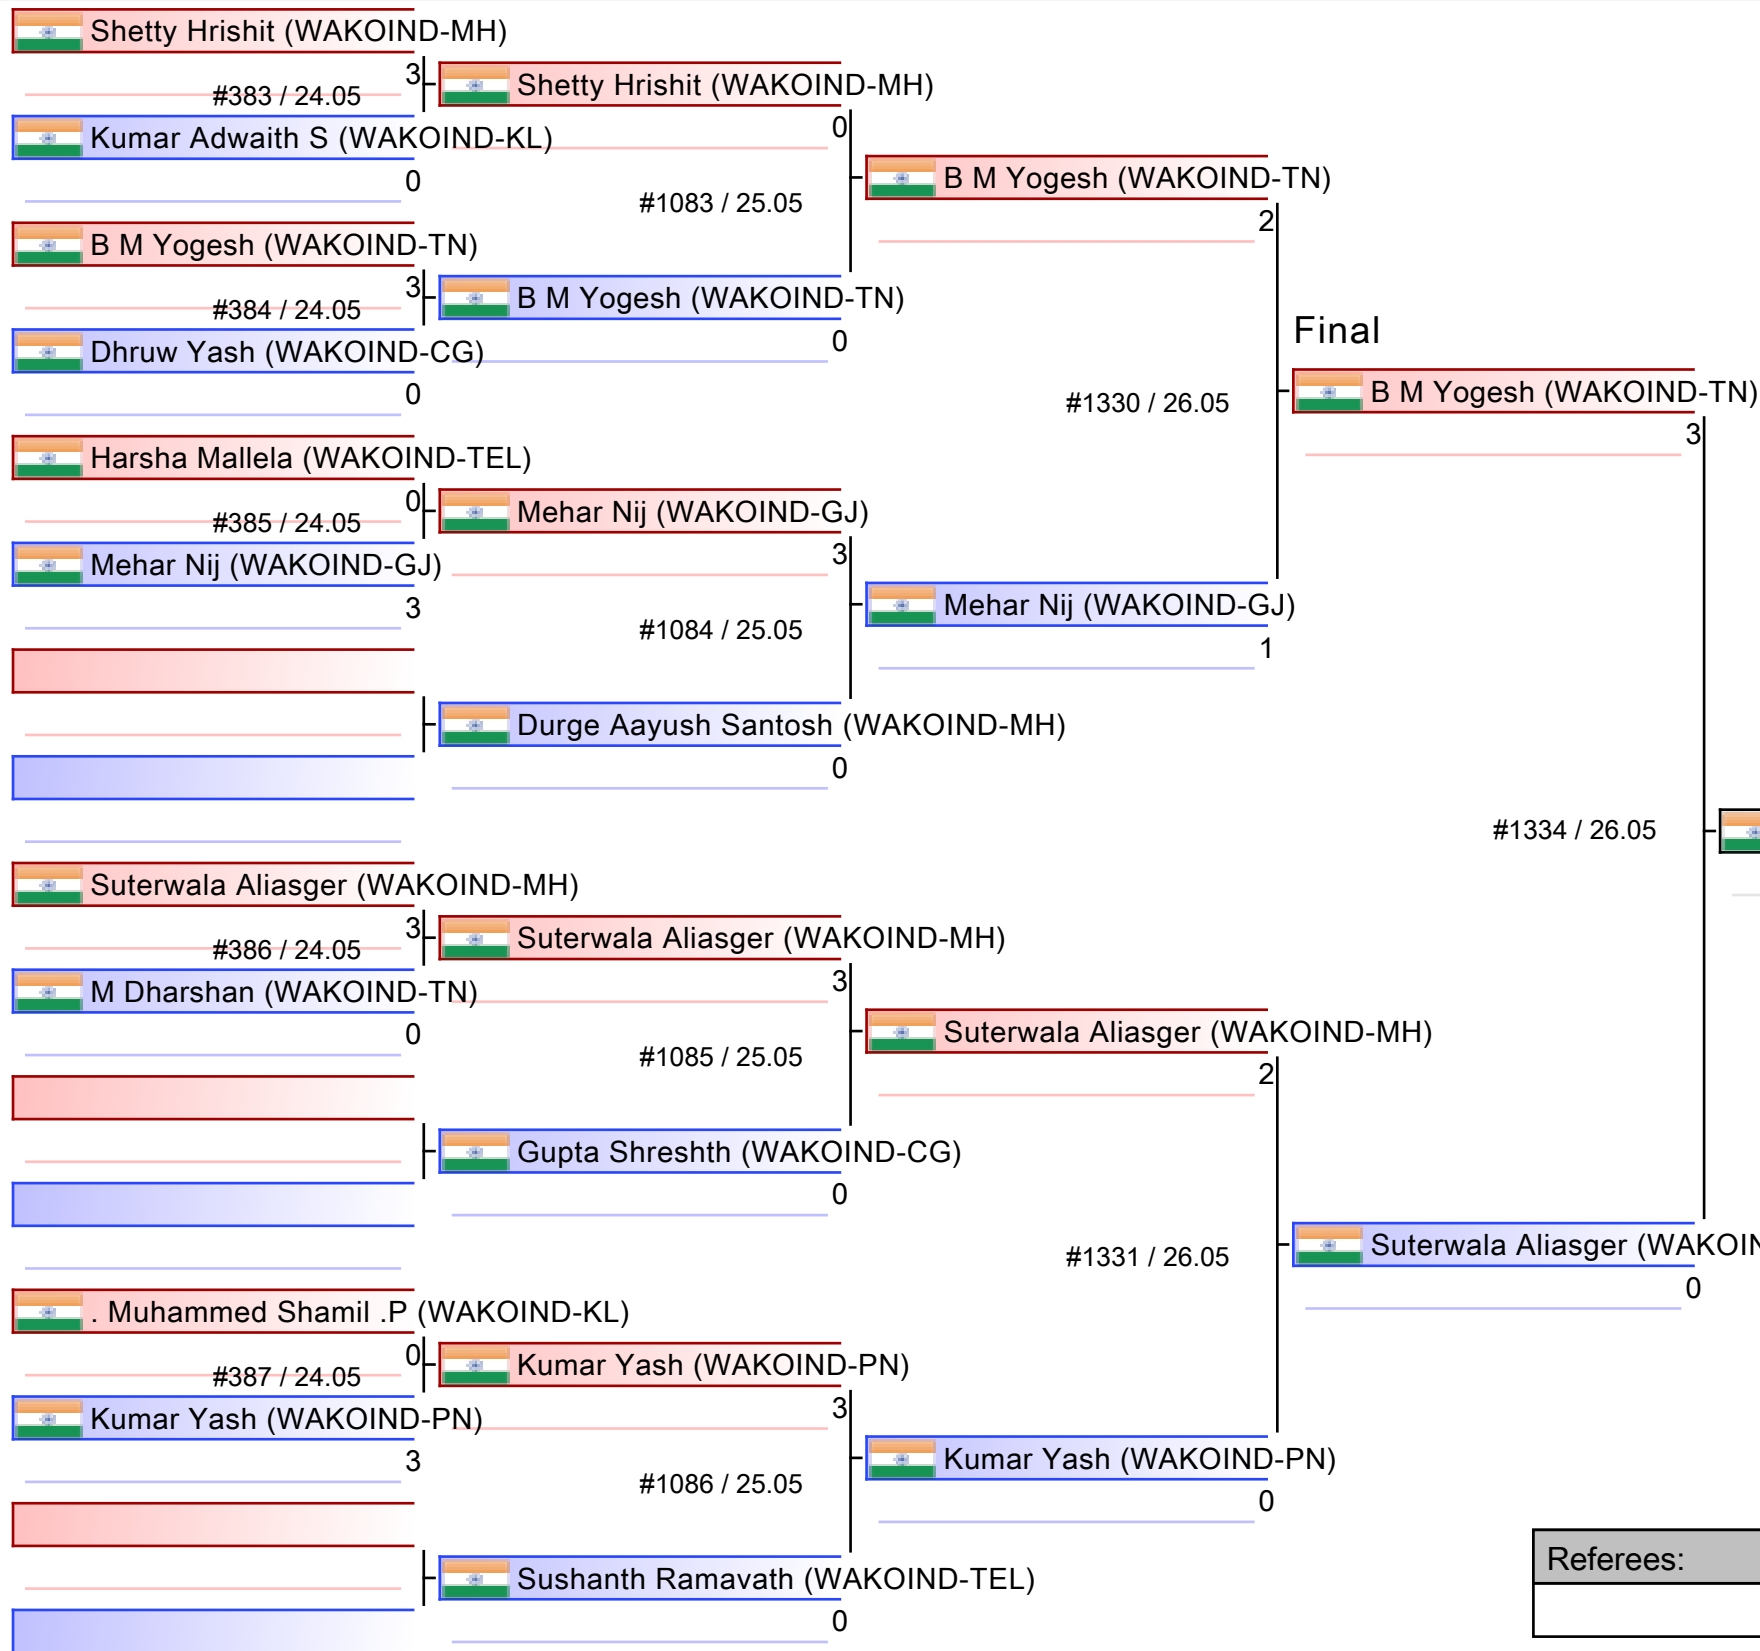 Shetty Hrishit (WAKOIND-MH)
3
#383 / 24.05
Kumar Adwaith S (WAKOIND-KL)
0
B M Yogesh (WAKOIND-TN)
3
#384 / 24.05
Dhruw Yash (WAKOIND-CG)
0
Harsha Mallela (WAKOIND-TEL)
0
#385 / 24.05
Mehar Nij (WAKOIND-GJ)
3
Suterwala Aliasger (WAKOIND-MH)
3
#386 / 24.05
M Dharshan (WAKOIND-TN)
0
. Muhammed Shamil .P (WAKOIND-KL)
0
#387 / 24.05
Kumar Yash (WAKOIND-PN)
3
Shetty Hrishit (WAKOIND-MH)
0
#1083 / 25.05
B M Yogesh (WAKOIND-TN)
0
Mehar Nij (WAKOIND-GJ)
3
#1084 / 25.05
Durge Aayush Santosh (WAKOIND-MH)
0
Suterwala Aliasger (WAKOIND-MH)
3
#1085 / 25.05
Gupta Shreshth (WAKOIND-CG)
0
Kumar Yash (WAKOIND-PN)
3
#1086 / 25.05
Sushanth Ramavath (WAKOIND-TEL)
0
B M Yogesh (WAKOIND-TN)
2
#1330 / 26.05
Mehar Nij (WAKOIND-GJ)
1
Suterwala Aliasger (WAKOIND-MH)
2
#1331 / 26.05
Kumar Yash (WAKOIND-PN)
0
Final
B M Yogesh (WAKOIND-TN)
3
#1334 / 26.05
Suterwala Aliasger (WAKOIN
0
Referees: